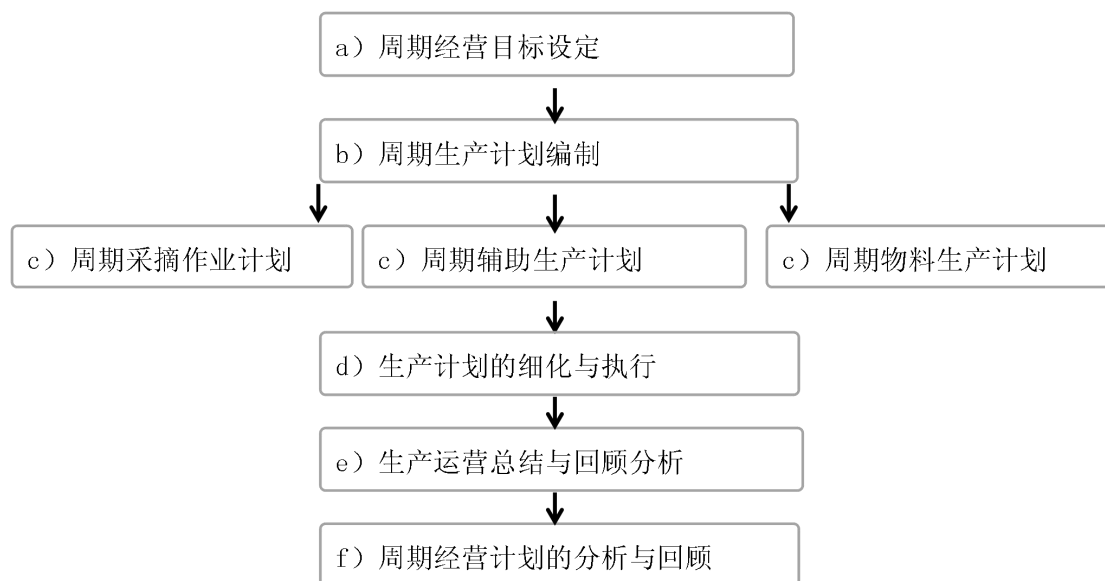 a）周期经营目标设定
b）周期生产计划编制
c）周期采摘作业计划
c）周期辅助生产计划
c）周期物料生产计划
d）生产计划的细化与执行
e）生产运营总结与回顾分析
f）周期经营计划的分析与回顾